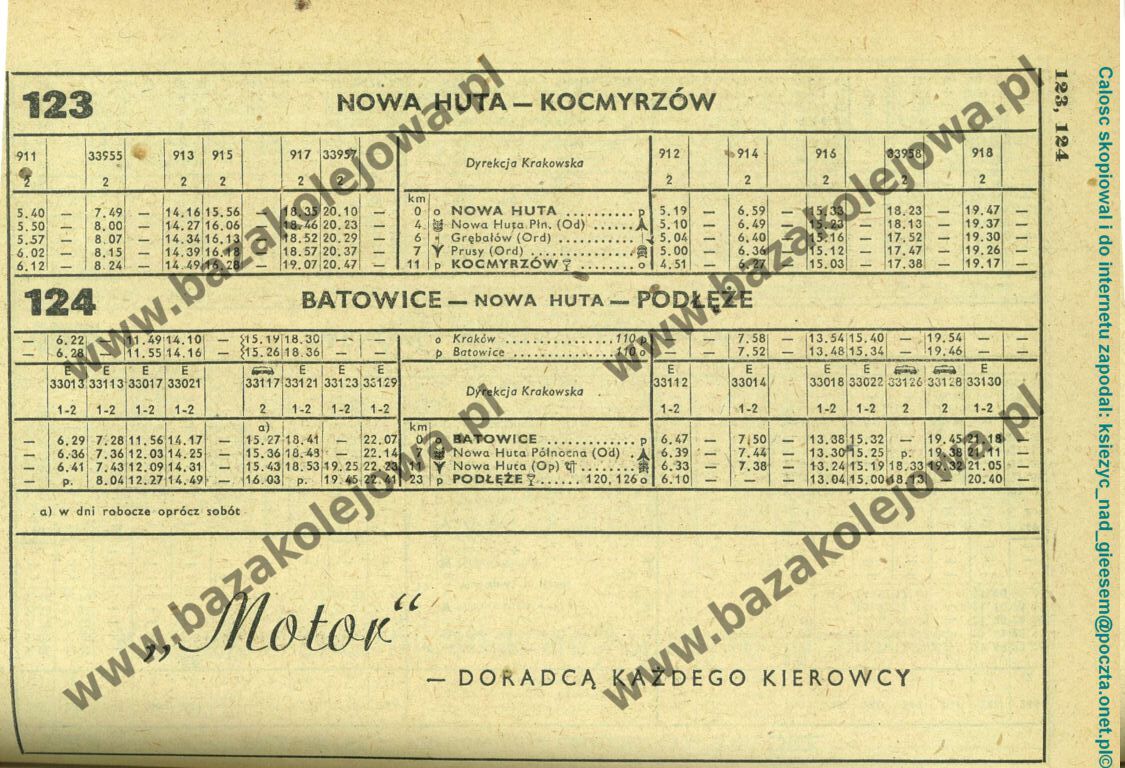 123 NOWA HUTA — KOCMYRZÓW
911 33955 913 915 917 33957 Dyrekcja Krakowska 912 914 916 33958 918
2 2 2 2 2 2 2 2 2 2 2
km
5.40 — 7.49 — 14.16 15.56 — 18.35 20.10 — 0 o NOWA HUTA .......... p 5.19 — 6.59 — 15.33 — 18.23 — 19.47 —
5.50 — 8.00 — 14.27 16.06 — 18.46 20.23 — 4 Nowa Huta Płn. (Od) 5.10 — 6.49 — 15.23 — 18.13 — 19.37 —
5.57 — 8.07 — 14.34 16.13 — 18.52 20.29 — 6 Grębałów (Ord) 5.04 — 6.40 — 15.16 — 17.52 — 19.30 —
6.02 — 8.15 — 14.39 16.18 — 18.57 20.37 — 7 Prusy (Ord) 5.00 — 6.36 — 15.12 — 17.47 — 19.26 —
6.12 — 8 24 — 14.49 16.28 — 19.07 20.47 — 11 p KOCMYRZÓW ........ o 4.51 — — 15.03 — 17.38 — 19.17 —
124 BATOWICE — NOWA HUTA — PODŁĘŻE
— 6.22 — 11.49 14.10 — 15.19 18.30 — — o Kraków 110 p — — 7.58 — 13.54 15.40 — 19.54 — —
— 6.28 — 11.55 14.16 — 15.26 18.36 — — p Batowice 110 o — — 7.52 — 13.48 15.34 — 19.46 — —
E E E E E E E E E E E E E
33013 33113 33017 33021 33117 33121 33123 33129 Dyrekcja Krakowska 33112 33014 33018 33022 33126 33128 33130
1-2 1-2 1-2 1-2 2 1-2 1-2 1-2 1-2 1-2 1-2 1-2 2 2 1-2
a) km
— 6.29 7.28 11.56 14.17 — 15.27 18.41 — 22.07 0 o BATOWICE p 6.47 — 7.50 — 13.38 15.32 — 19.45 21.18 —
— 6.36 7.36 12.03 14.25 — 15.36 18.48 — 22.14 Nowa Huta Północna (Od) 6.39 — 7.44 — 13.30 15.25 p. 19.38 21.11 —
— 6.41 7.43 12.09 14.31 — 15.43 18.53 19.25 22.23 11 Nowa Huta (Op) 6.33 — 7.38 — 13.24 15.19 18.33 19.32 21.05 —
— p. 8.04 12.27 14.49 — 16.03 p. 19.45 22.41 23 p PODŁĘŻE ...... 120, 126 o 6.10 — — — 13.04 15.00 18.13 20.40 —
a) w dni robocze oprócz sobót
„Motor“
— DORADCĄ KAŻDEGO KIEROWCY
123, 124
Calosc skopiowal i do internetu zapodal: ksiezyc_nad_gieesem@poczta.onet.pl©
www.bazakolejowa.pl
www.bazakolejowa.pl
www.bazakolejowa.pl
www.bazakolejowa.pl